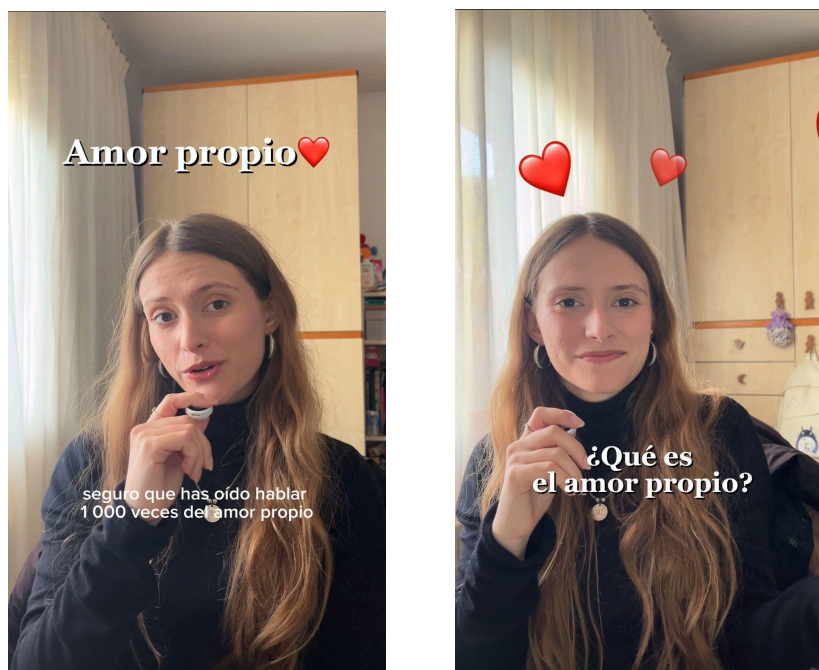 Amor propio
seguro que has oído hablar
1 000 veces del amor propio
¿Qué es
el amor propio?